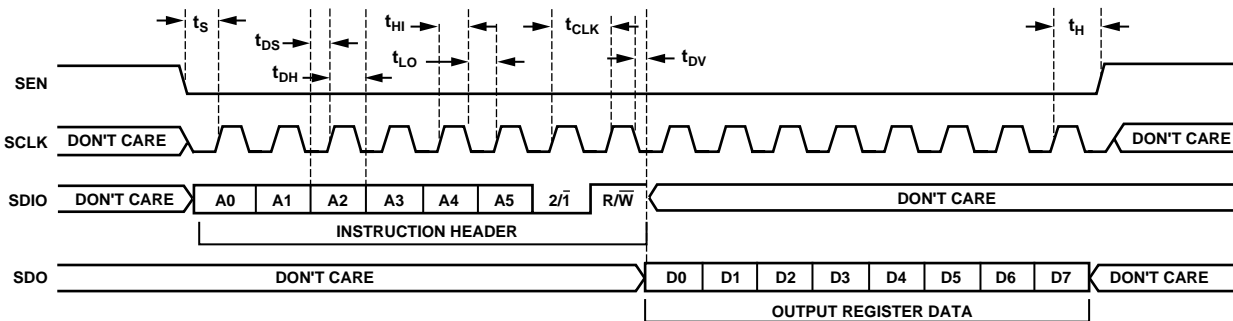 tS
tDS
tDH
tHI
tLO
tCLK
tDV
tH
SEN
SCLK DON'T CARE DON'T CARE
SDIO DON'T CARE A0 A1 A2 A3 A4 A5 2/1̅ R/W̅ DON'T CARE
INSTRUCTION HEADER
SDO DON'T CARE D0 D1 D2 D3 D4 D5 D6 D7 DON'T CARE
OUTPUT REGISTER DATA